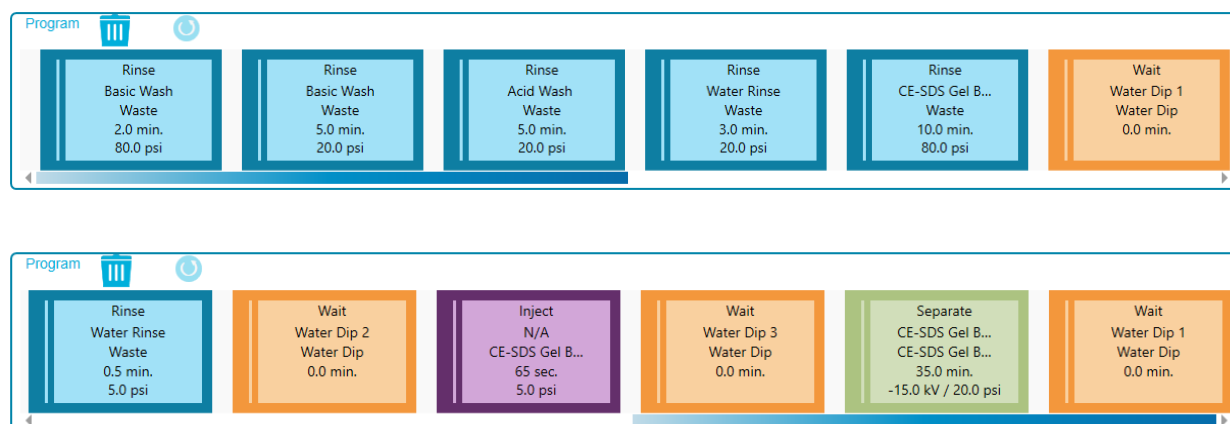 Program
Rinse
Basic Wash
Waste
2.0 min.
80.0 psi
Rinse
Basic Wash
Waste
5.0 min.
20.0 psi
Rinse
Acid Wash
Waste
5.0 min.
20.0 psi
Rinse
Water Rinse
Waste
3.0 min.
20.0 psi
Rinse
CE-SDS Gel B...
Waste
10.0 min.
80.0 psi
Wait
Water Dip 1
Water Dip
0.0 min.
Program
Rinse
Water Rinse
Waste
0.5 min.
5.0 psi
Wait
Water Dip 2
Water Dip
0.0 min.
Inject
N/A
CE-SDS Gel B...
65 sec.
5.0 psi
Wait
Water Dip 3
Water Dip
0.0 min.
Separate
CE-SDS Gel B...
CE-SDS Gel B...
35.0 min.
-15.0 kV / 20.0 psi
Wait
Water Dip 1
Water Dip
0.0 min.